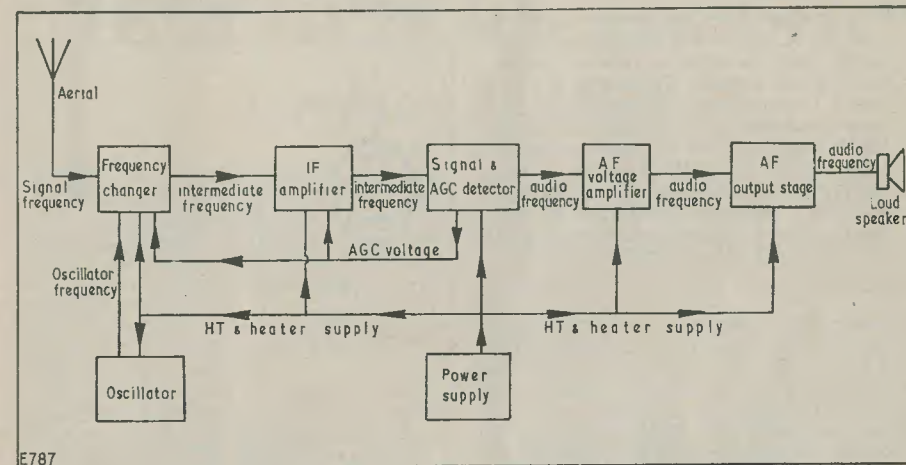 Aerial
Signal
frequency
Frequency
changer
intermediate frequency
IF
amplifier
intermediate
frequency
Signal &
AGC detector
audio
frequency
AF
voltage
amplifier
audio
frequency
AF
output stage
audio
frequency
Loud
speaker
AGC voltage
Oscillator
frequency
HT & heater supply
HT & heater supply
Oscillator
Power
supply
E787